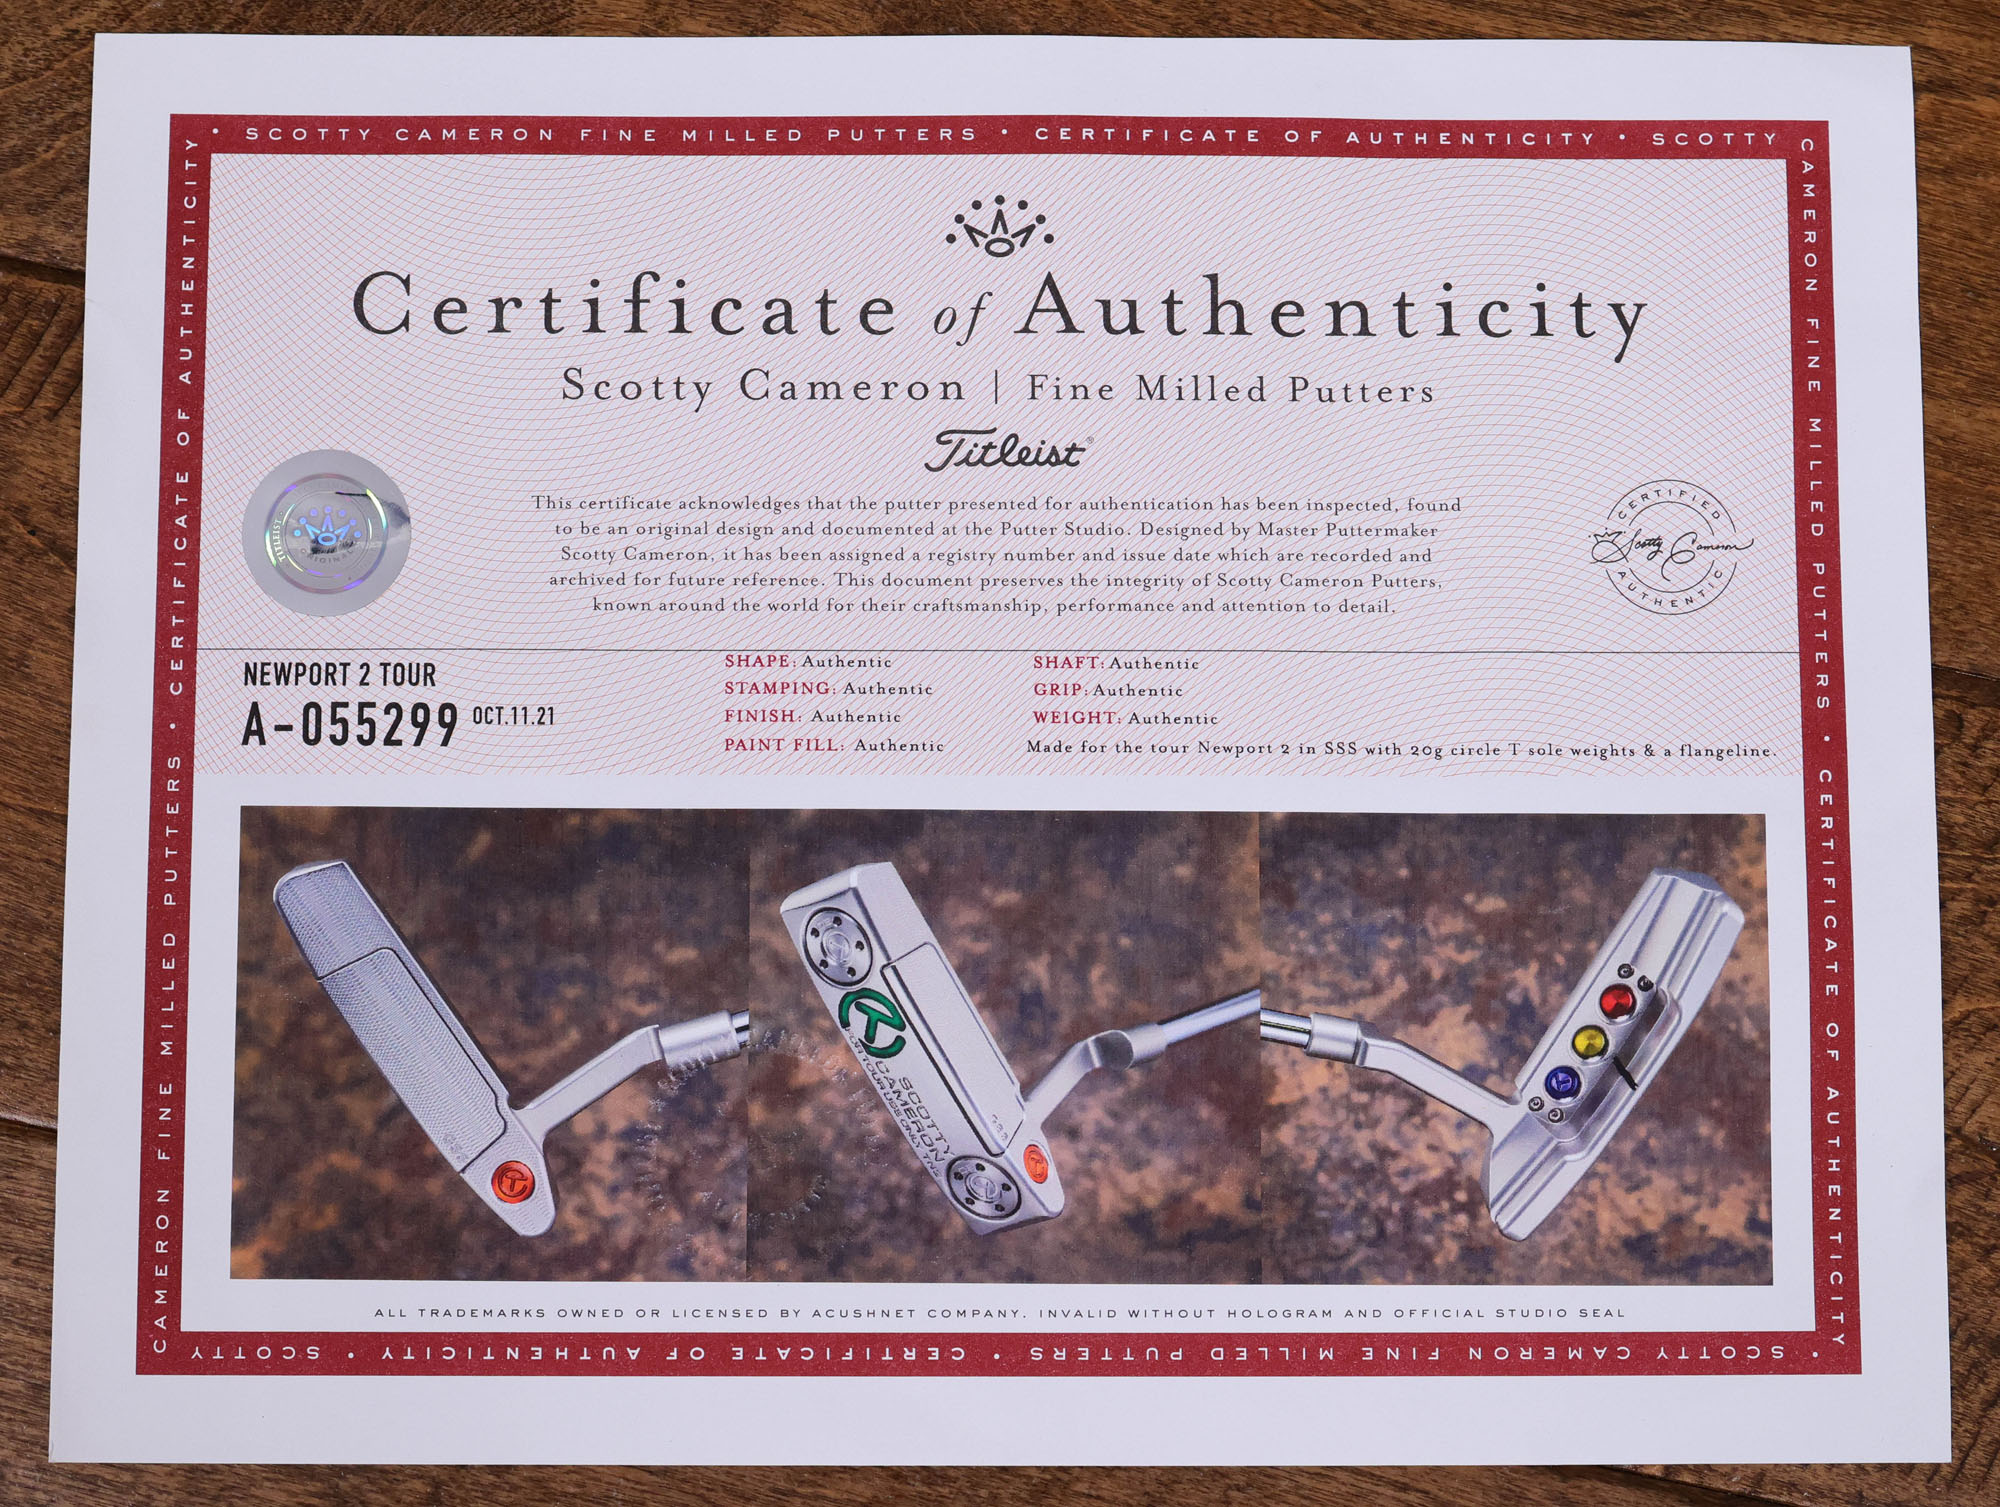 • SCOTTY CAMERON FINE MILLED PUTTERS • CERTIFICATE OF AUTHENTICITY • SCOTTY
CAMERON FINE MILLED PUTTERS • CERTIFICATE OF AUTHENTICITY
• SCOTTY CAMERON FINE MILLED PUTTERS • CERTIFICATE OF AUTHENTICITY • SCOTTY
CAMERON FINE MILLED PUTTERS • CERTIFICATE OF AUTHENTICITY
Certificate of Authenticity
Scotty Cameron | Fine Milled Putters
Titleist®
This certificate acknowledges that the putter presented for authentication has been inspected, found
to be an original design and documented at the Putter Studio. Designed by Master Puttermaker
Scotty Cameron, it has been assigned a registry number and issue date which are recorded and
archived for future reference. This document preserves the integrity of Scotty Cameron Putters,
known around the world for their craftsmanship, performance and attention to detail.
TITLEIST
ORIGINAL
CERTIFIED
Scotty Cameron
AUTHENTIC
NEWPORT 2 TOUR
A-055299 OCT.11.21
SHAPE: Authentic
STAMPING: Authentic
FINISH: Authentic
PAINT FILL: Authentic
SHAFT: Authentic
GRIP: Authentic
WEIGHT: Authentic
Made for the tour Newport 2 in SSS with 20g circle T sole weights & a flangeline.
SCOTTY
CAMERON
FOR TOUR USE ONLY
ALL TRADEMARKS OWNED OR LICENSED BY ACUSHNET COMPANY. INVALID WITHOUT HOLOGRAM AND OFFICIAL STUDIO SEAL